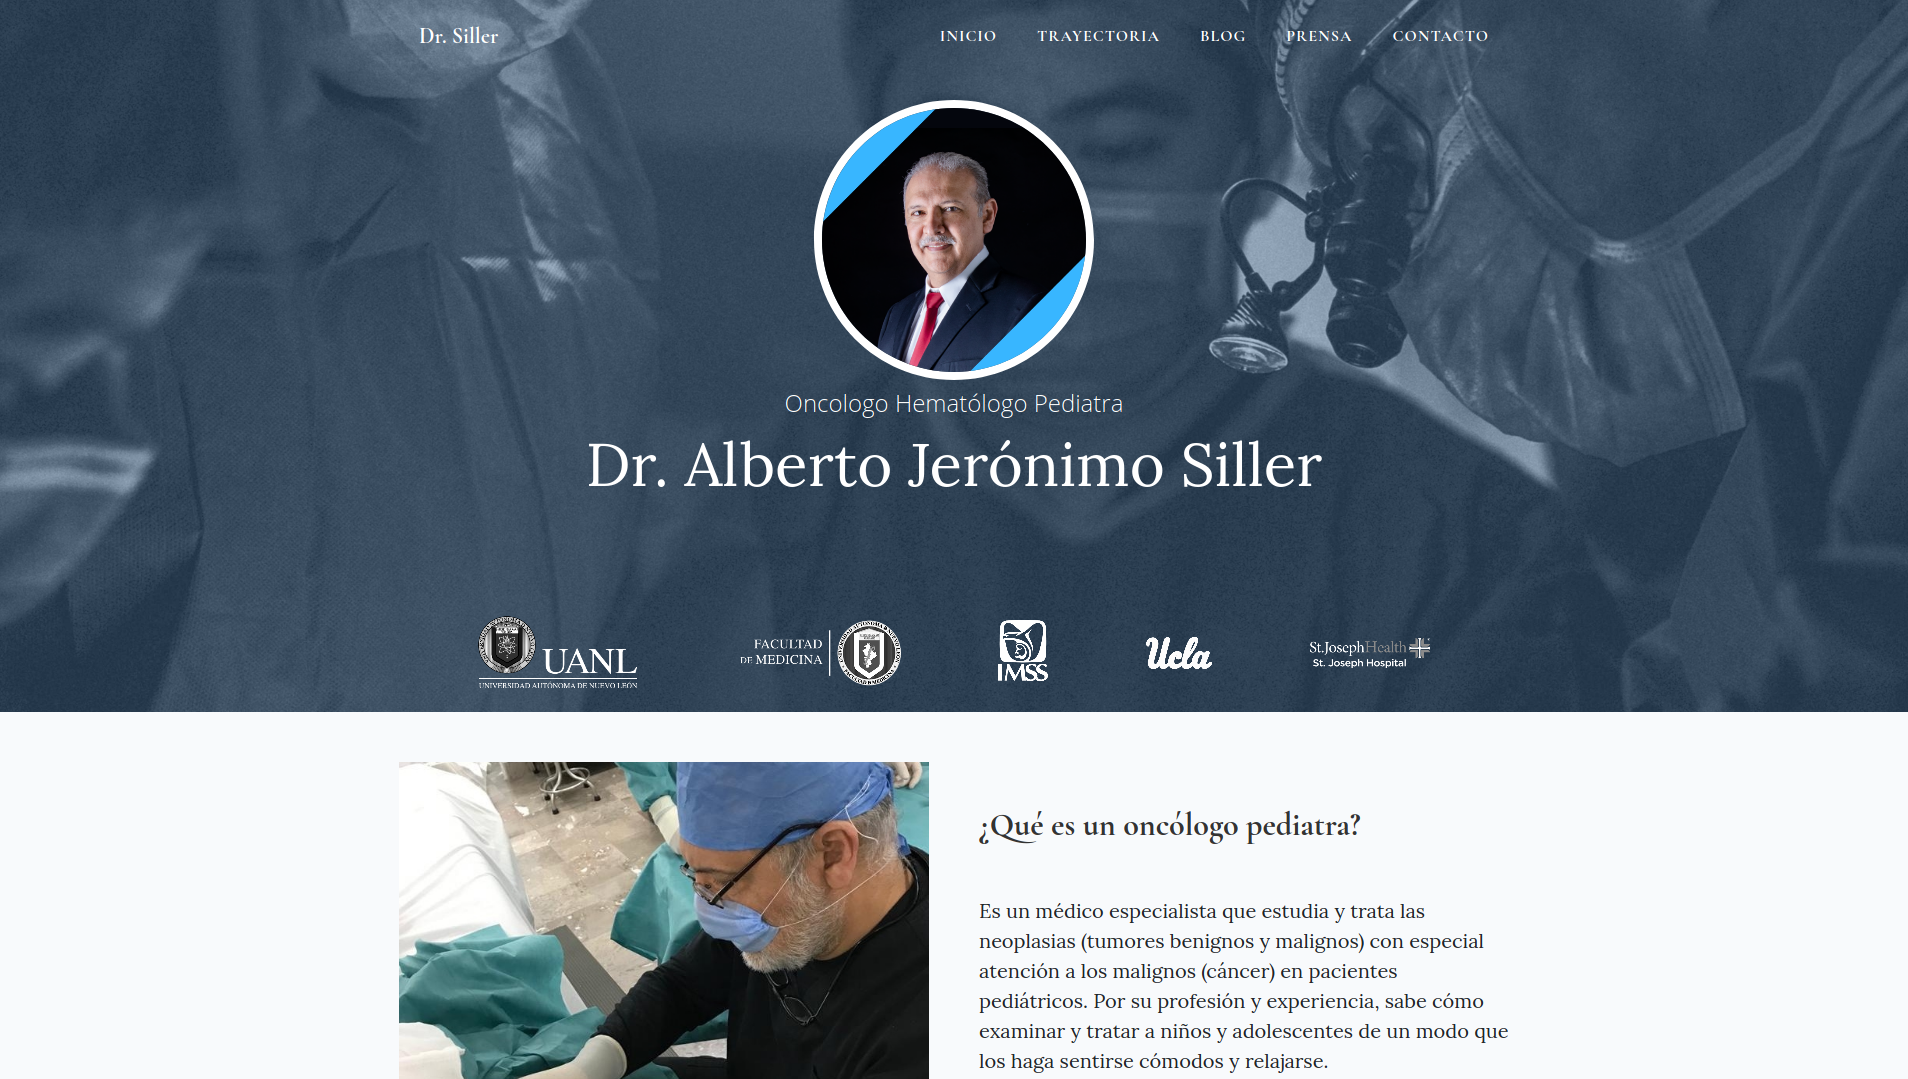 Dr. Siller
INICIO TRAYECTORIA BLOG PRENSA CONTACTO
Oncologo Hematólogo Pediatra
Dr. Alberto Jerónimo Siller
UANL
UNIVERSIDAD AUTÓNOMA DE NUEVO LEÓN
FACULTAD
DE MEDICINA
IMSS
Ucla
St.JosephHealth
St. Joseph Hospital
¿Qué es un oncólogo pediatra?
Es un médico especialista que estudia y trata las
neoplasias (tumores benignos y malignos) con especial
atención a los malignos (cáncer) en pacientes
pediátricos. Por su profesión y experiencia, sabe cómo
examinar y tratar a niños y adolescentes de un modo que
los haga sentirse cómodos y relajarse.